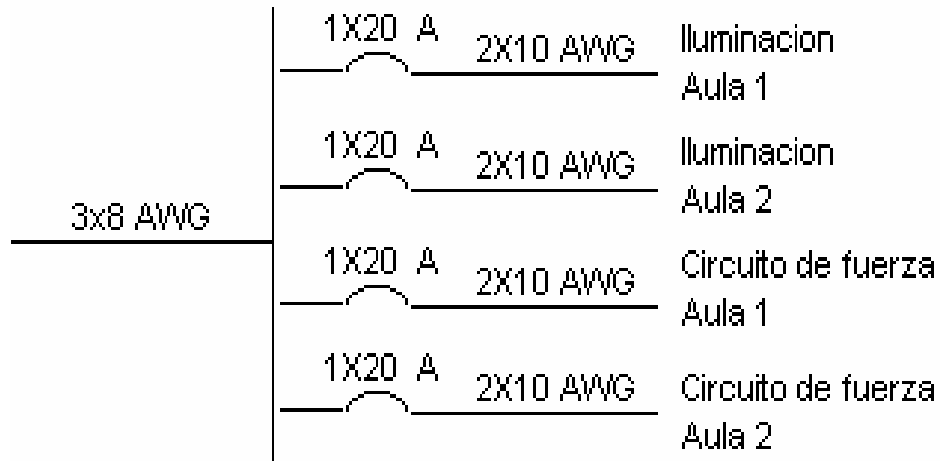 1X20 A
2X10 AWG
Iluminacion
Aula 1
1X20 A
2X10 AWG
Iluminacion
Aula 2
3x8 AWG
1X20 A
2X10 AWG
Circuito de fuerza
Aula 1
1X20 A
2X10 AWG
Circuito de fuerza
Aula 2